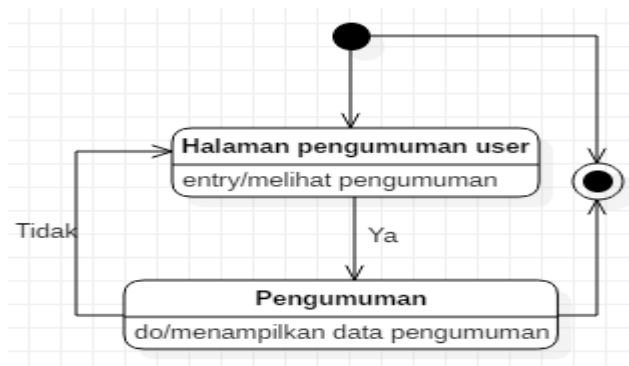 Halaman pengumuman user
entry/melihat pengumuman
Tidak
Ya
Pengumuman
do/menampilkan data pengumuman